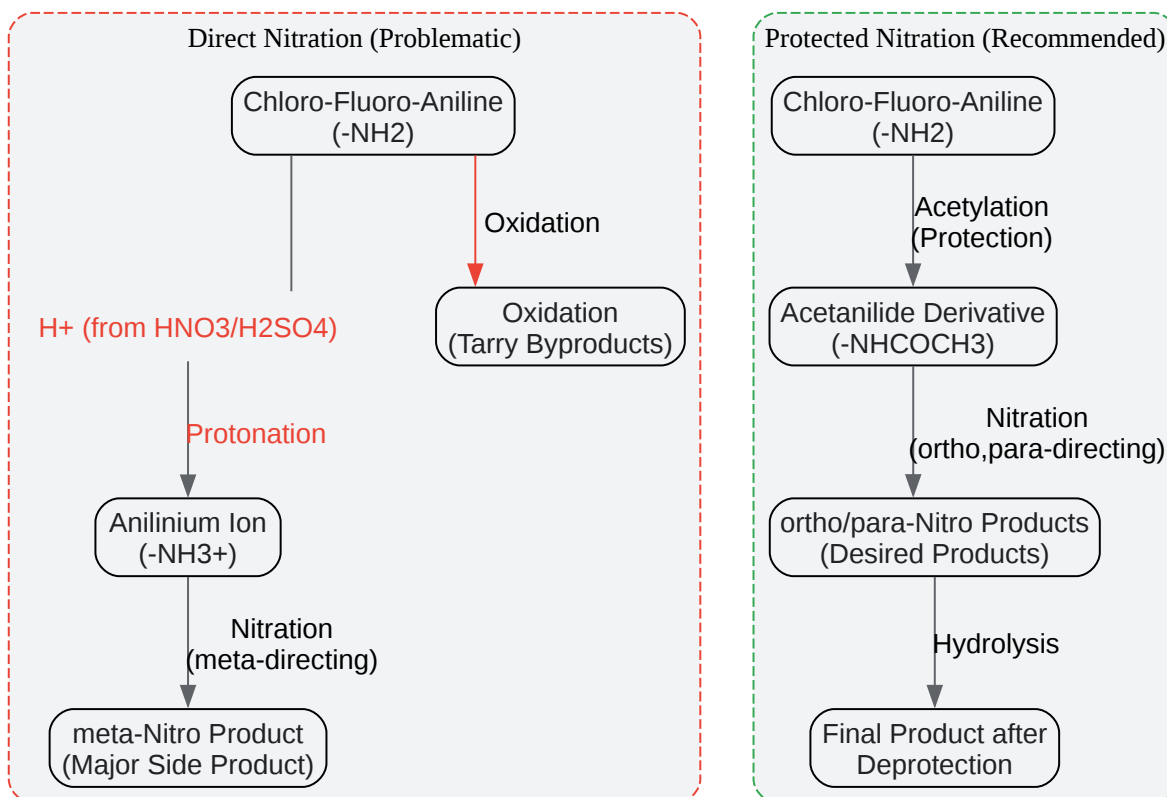 Direct Nitration (Problematic)
Chloro-Fluoro-Aniline
(-NH2)
Oxidation
Oxidation
(Tarry Byproducts)
H+ (from HNO3/H2SO4)
Protonation
Anilinium Ion
(-NH3+)
Nitration
(meta-directing)
meta-Nitro Product
(Major Side Product)
Protected Nitration (Recommended)
Chloro-Fluoro-Aniline
(-NH2)
Acetylation
(Protection)
Acetanilide Derivative
(-NHCOCH3)
Nitration
(ortho,para-directing)
ortho/para-Nitro Products
(Desired Products)
Hydrolysis
Final Product after
Deprotection